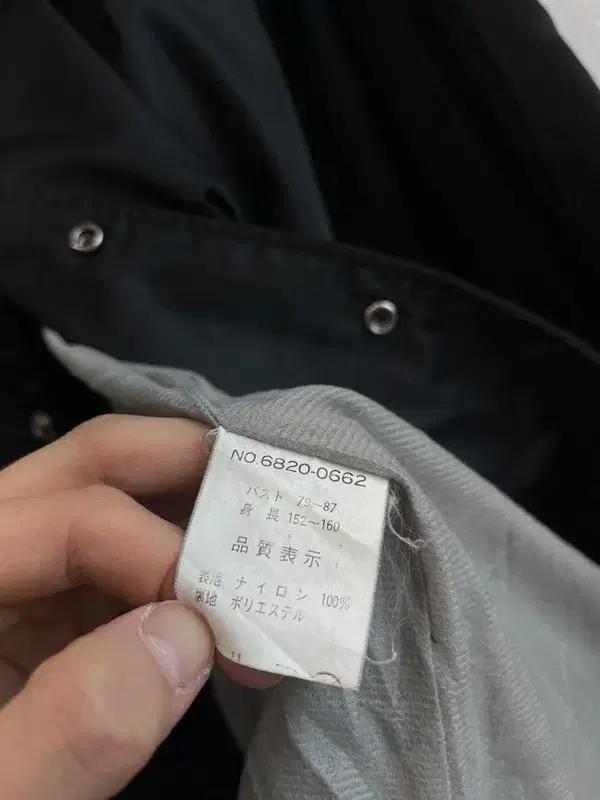 NO.6820-0662
バスト 79~87
身 長 152~160
品質表示
表地 ナイロン 100%
裏地 ポリエステル